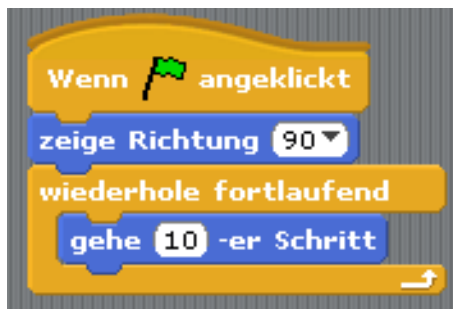 Wenn angeklickt
zeige Richtung 90
wiederhole fortlaufend
gehe 10 -er Schritt